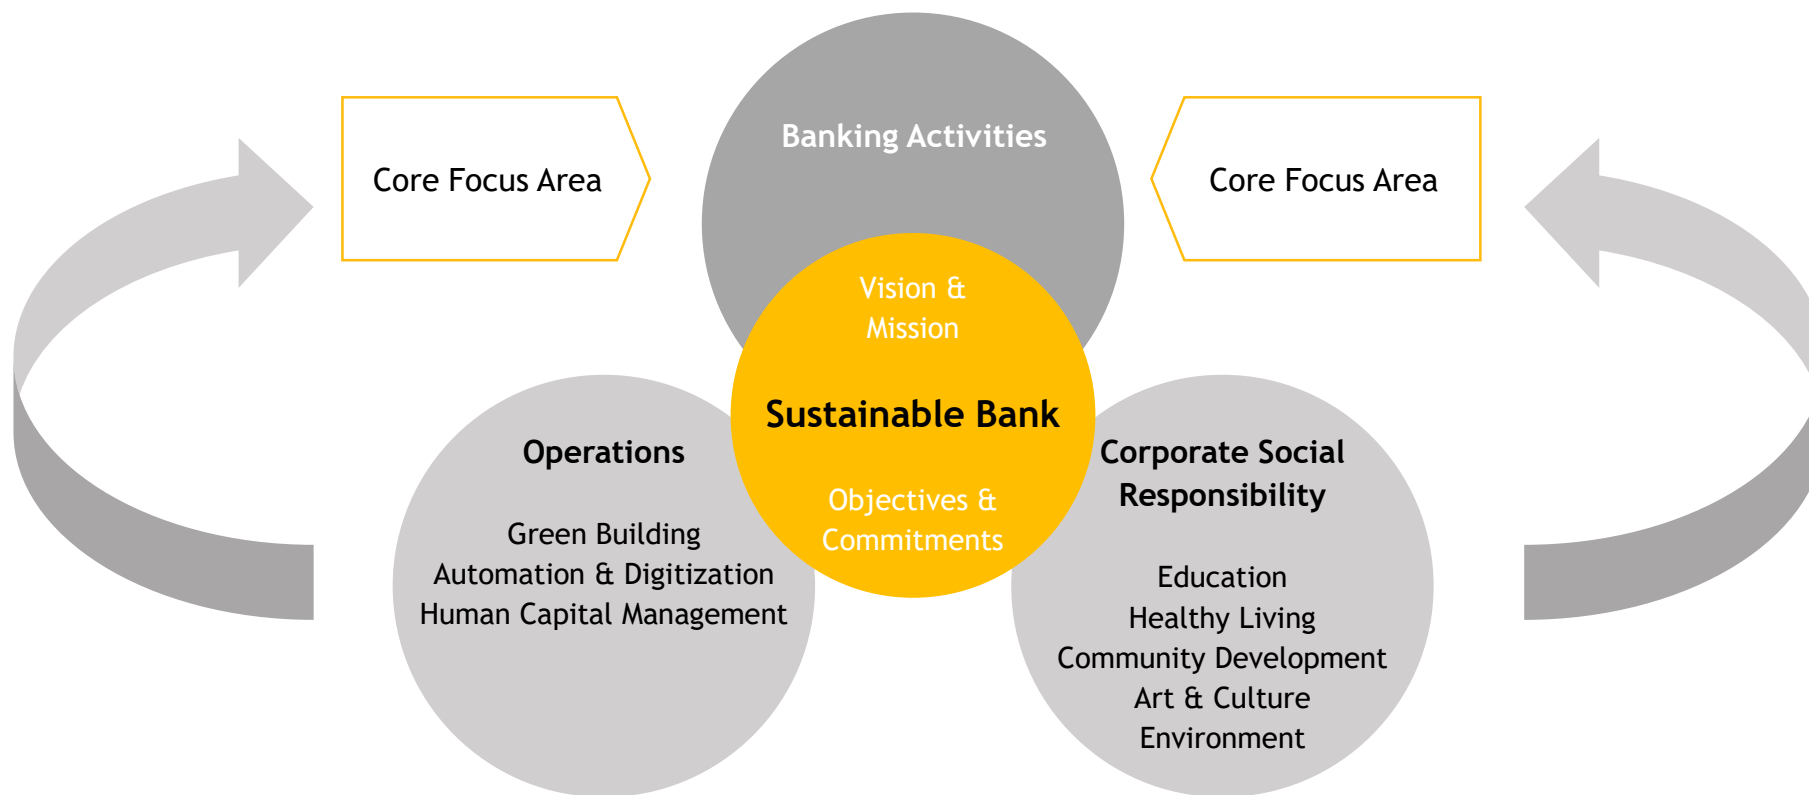 Banking Activities
Core Focus Area
Core Focus Area
Vision &
Mission
Sustainable Bank
Objectives &
Commitments
Operations
Green Building
Automation & Digitization
Human Capital Management
Corporate Social
Responsibility
Education
Healthy Living
Community Development
Art & Culture
Environment